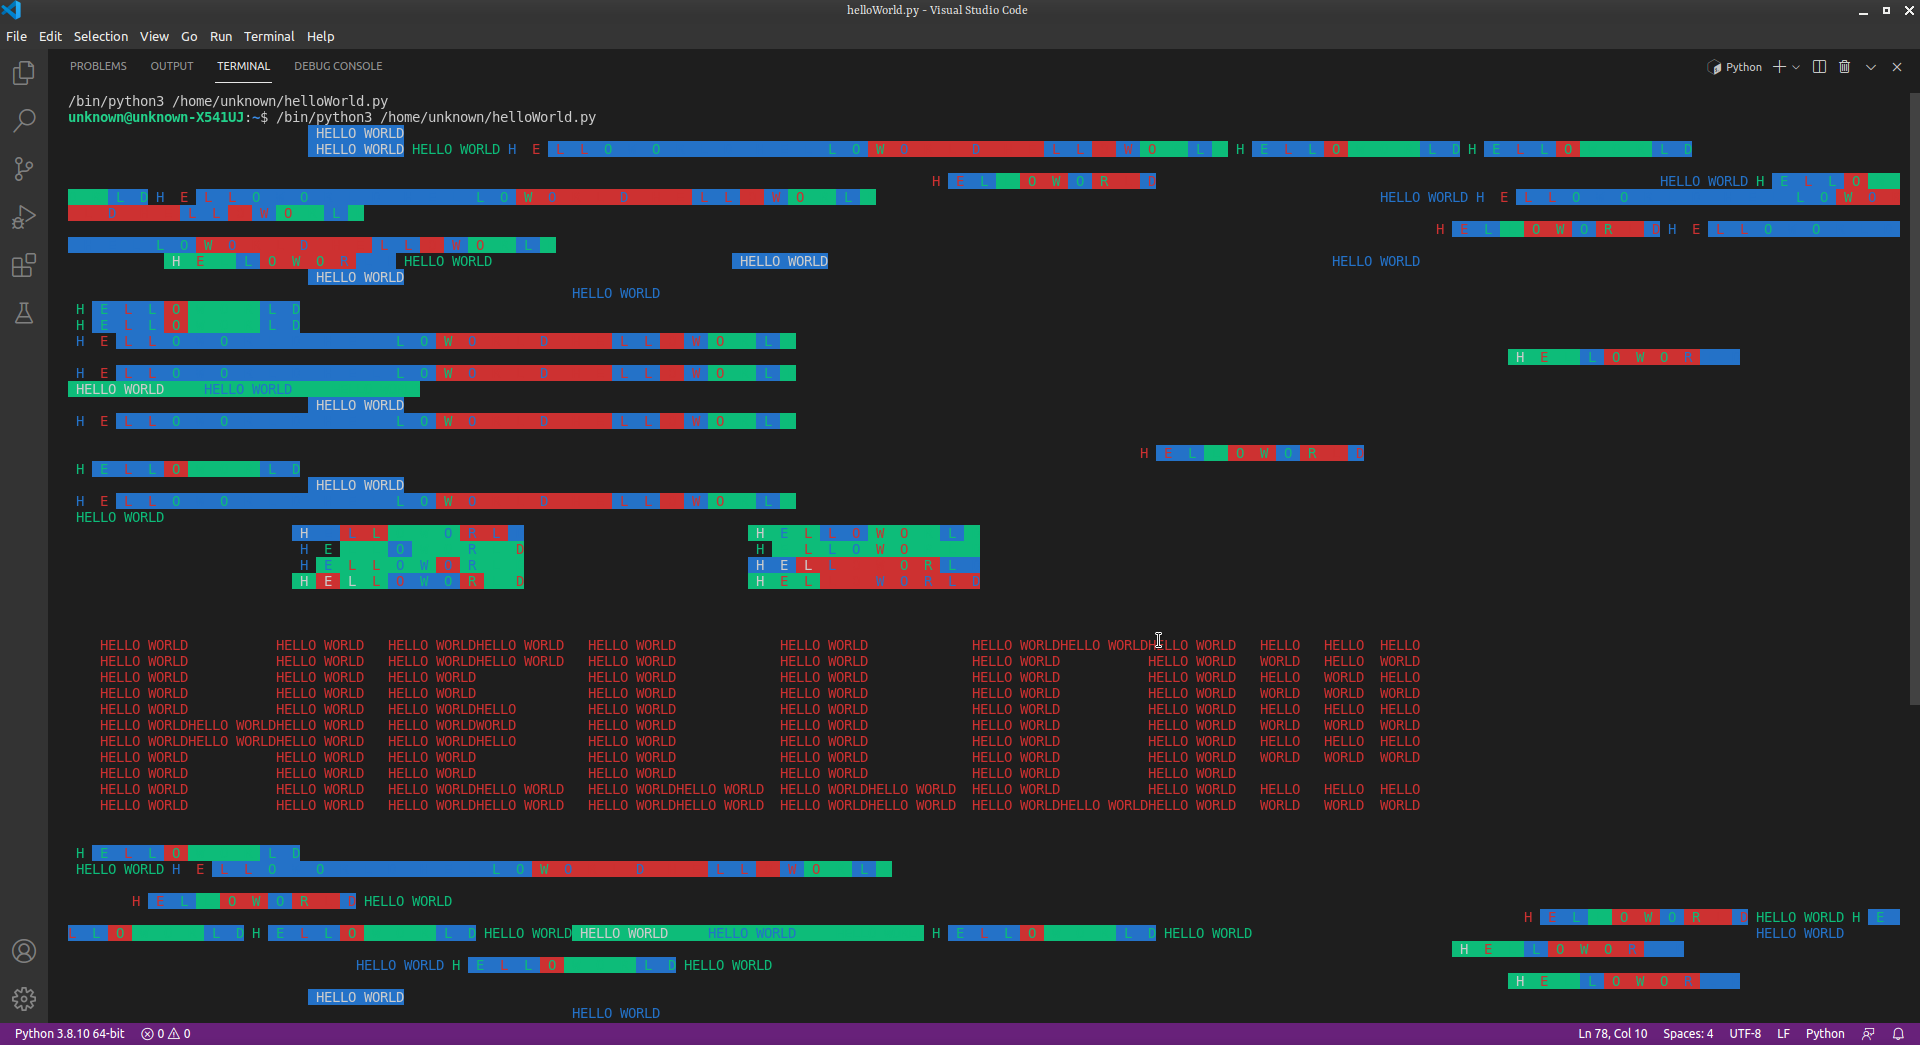 helloWorld.py - Visual Studio Code
File Edit Selection View Go Run Terminal Help
PROBLEMS OUTPUT TERMINAL DEBUG CONSOLE Python
/bin/python3 /home/unknown/helloWorld.py
unknown@unknown-X541UJ:~$ /bin/python3 /home/unknown/helloWorld.py
HELLO WORLD
HELLO WORLD HELLO WORLD H E L L O O L O W O D L L W O L H E L L O L D H E L L O L D
H E L O W O R D HELLO WORLD H E L L O
L D H E L L O O L O W O D L L W O L HELLO WORLD H E L L O O L O W O
D L L W O L
H E L O W O R D H E L L O O
L O W O D L L W O L
H E L O W O R HELLO WORLD HELLO WORLD HELLO WORLD
HELLO WORLD
HELLO WORLD
H E L L O L D
H E L L O L D
H E L L O O L O W O D L L W O L
H E L O W O R
H E L L O O L O W O D L L W O L
HELLO WORLD HELLO WORLD
HELLO WORLD
H E L L O O L O W O D L L W O L
H E L O W O R D
H E L L O L D
HELLO WORLD
H E L L O O L O W O D L L W O L
HELLO WORLD
H L L O R L H E L L O W O L
H E O R D H L L O W O
H E L L O W O R H E L L O R L
H E L L O W O R D H E L W O R L D
HELLO WORLD HELLO WORLD HELLO WORLDHELLO WORLD HELLO WORLD HELLO WORLD HELLO WORLDHELLO WORLDHELLO WORLD HELLO HELLO HELLO
HELLO WORLD HELLO WORLD HELLO WORLDHELLO WORLD HELLO WORLD HELLO WORLD HELLO WORLD HELLO WORLD WORLD WORLD WORLD
HELLO WORLD HELLO WORLD HELLO WORLD HELLO WORLD HELLO WORLD HELLO WORLD HELLO WORLD HELLO HELLO HELLO
HELLO WORLD HELLO WORLD HELLO WORLD HELLO WORLD HELLO WORLD HELLO WORLD HELLO WORLD WORLD WORLD WORLD
HELLO WORLD HELLO WORLD HELLO WORLDHELLO HELLO WORLD HELLO WORLD HELLO WORLD HELLO WORLD HELLO HELLO HELLO
HELLO WORLDHELLO WORLDHELLO WORLD HELLO WORLDWORLD HELLO WORLD HELLO WORLD HELLO WORLD HELLO WORLD WORLD WORLD WORLD
HELLO WORLDHELLO WORLDHELLO WORLD HELLO WORLDHELLO HELLO WORLD HELLO WORLD HELLO WORLD HELLO WORLD HELLO HELLO HELLO
HELLO WORLD HELLO WORLD HELLO WORLD HELLO WORLD HELLO WORLD HELLO WORLD HELLO WORLD WORLD WORLD WORLD
HELLO WORLD HELLO WORLD HELLO WORLD HELLO WORLD HELLO WORLD HELLO WORLD HELLO WORLD
HELLO WORLD HELLO WORLD HELLO WORLDHELLO WORLD HELLO WORLDHELLO WORLD HELLO WORLDHELLO WORLD HELLO WORLD HELLO WORLD HELLO HELLO HELLO
HELLO WORLD HELLO WORLD HELLO WORLDHELLO WORLD HELLO WORLDHELLO WORLD HELLO WORLDHELLO WORLD HELLO WORLDHELLO WORLDHELLO WORLD WORLD WORLD WORLD
H E L L O L D
HELLO WORLD H E L L O O L O W O D L L W O L
H E L O W O R D HELLO WORLD
H E L O W O R D HELLO WORLD H E
L L O L D H E L L O L D HELLO WORLD HELLO WORLD HELLO WORLD H E L L O L D HELLO WORLD HELLO WORLD
H E L O W O R
HELLO WORLD H E L L O L D HELLO WORLD
H E L O W O R
HELLO WORLD
HELLO WORLD
Python 3.8.10 64-bit 0 0 Ln 78, Col 10 Spaces: 4 UTF-8 LF Python